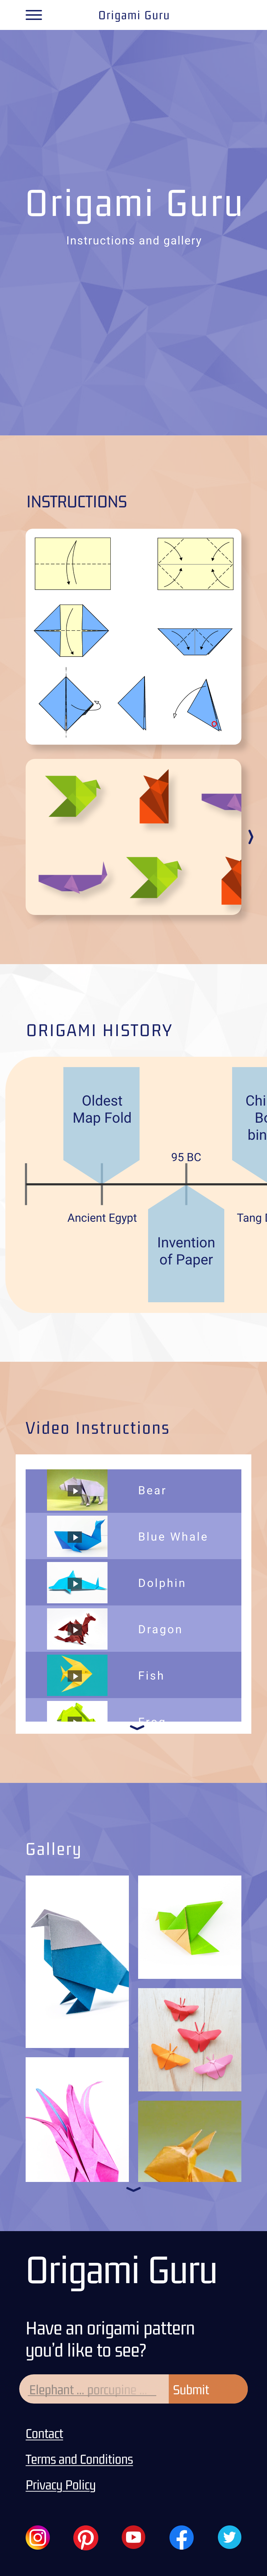 Origami Guru
Origami Guru
Instructions and gallery
INSTRUCTIONS
ORIGAMI HISTORY
Oldest
Map Fold
Ancient Egypt
95 BC
Invention
of Paper
Chi
Bo
bin
Tang
Video Instructions
Bear
Blue Whale
Dolphin
Dragon
Fish
Frog
Gallery
Origami Guru
Have an origami pattern
you'd like to see?
Elephant ... porcupine
Submit
Contact
Terms and Conditions
Privacy Policy